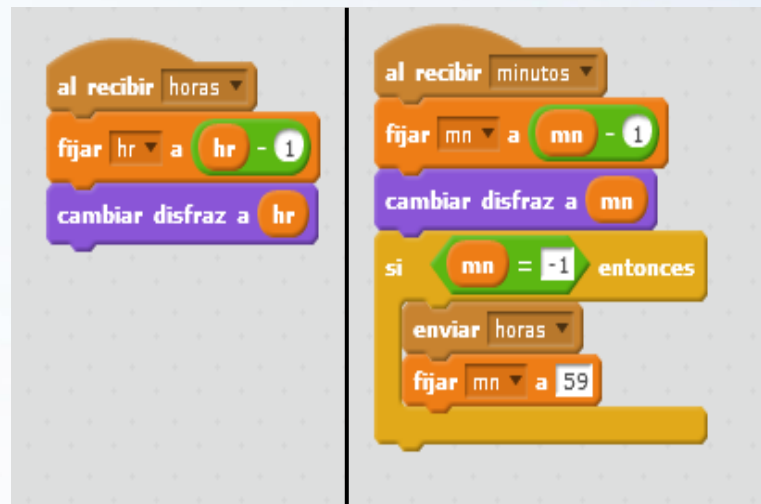 al recibir horas
fijar hr a hr - 1
cambiar disfraz a hr
al recibir minutos
fijar mn a mn - 1
cambiar disfraz a mn
si mn = -1 entonces
enviar horas
fijar mn a 59